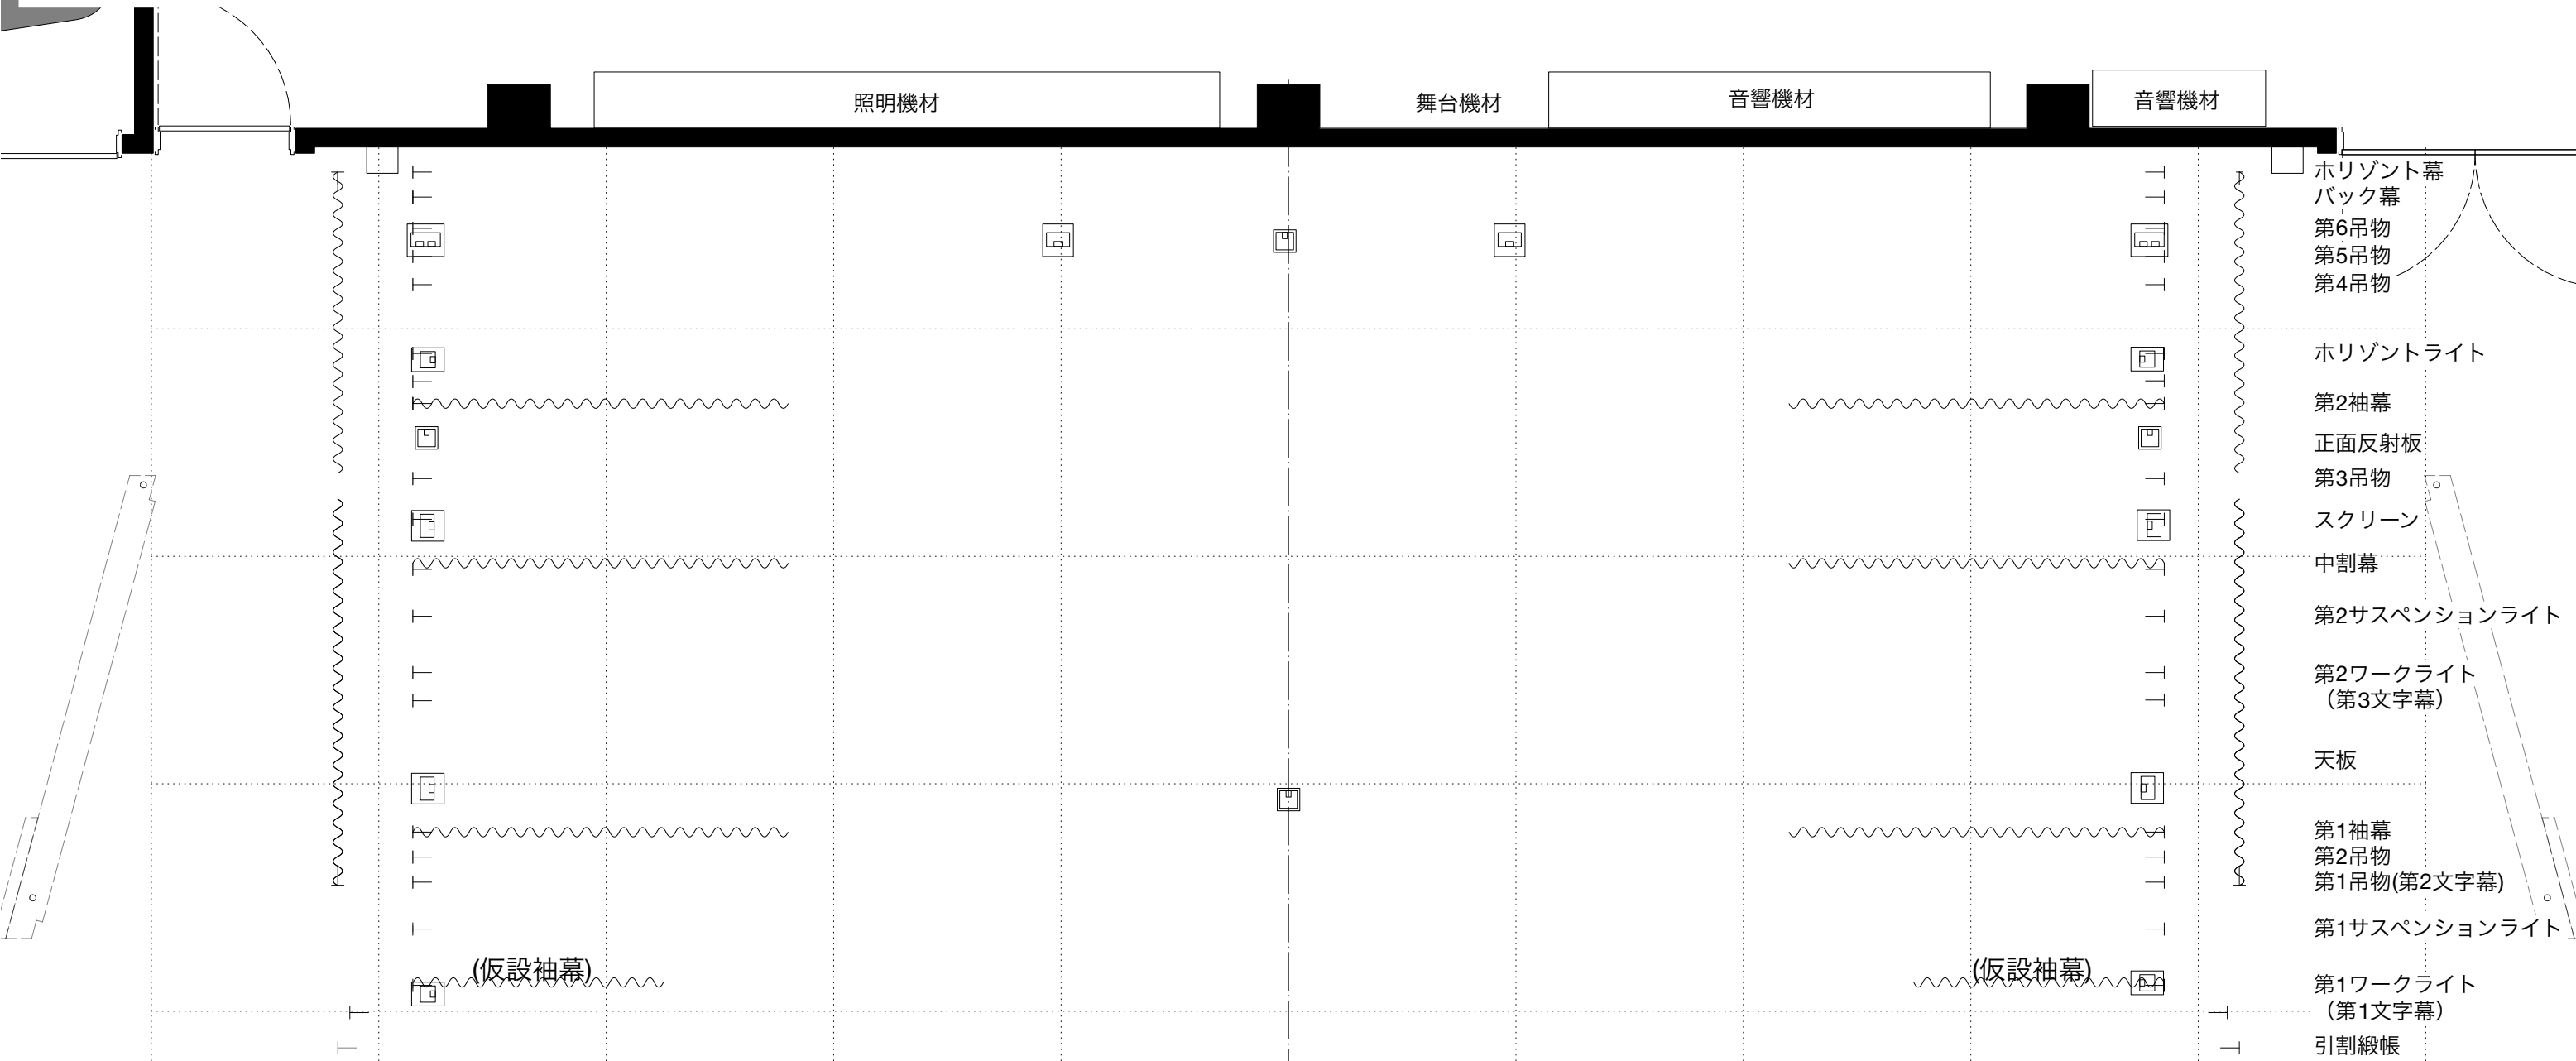 照明機材
舞台機材
音響機材
音響機材
ホリゾント幕
バック幕
第6吊物
第5吊物
第4吊物
ホリゾントライト
第2袖幕
正面反射板
第3吊物
スクリーン
中割幕
第2サスペンションライト
第2ワークライト
（第3文字幕）
天板
第1袖幕
第2吊物
第1吊物(第2文字幕)
第1サスペンションライト
(仮設袖幕)
(仮設袖幕)
第1ワークライト
（第1文字幕）
引割緞帳